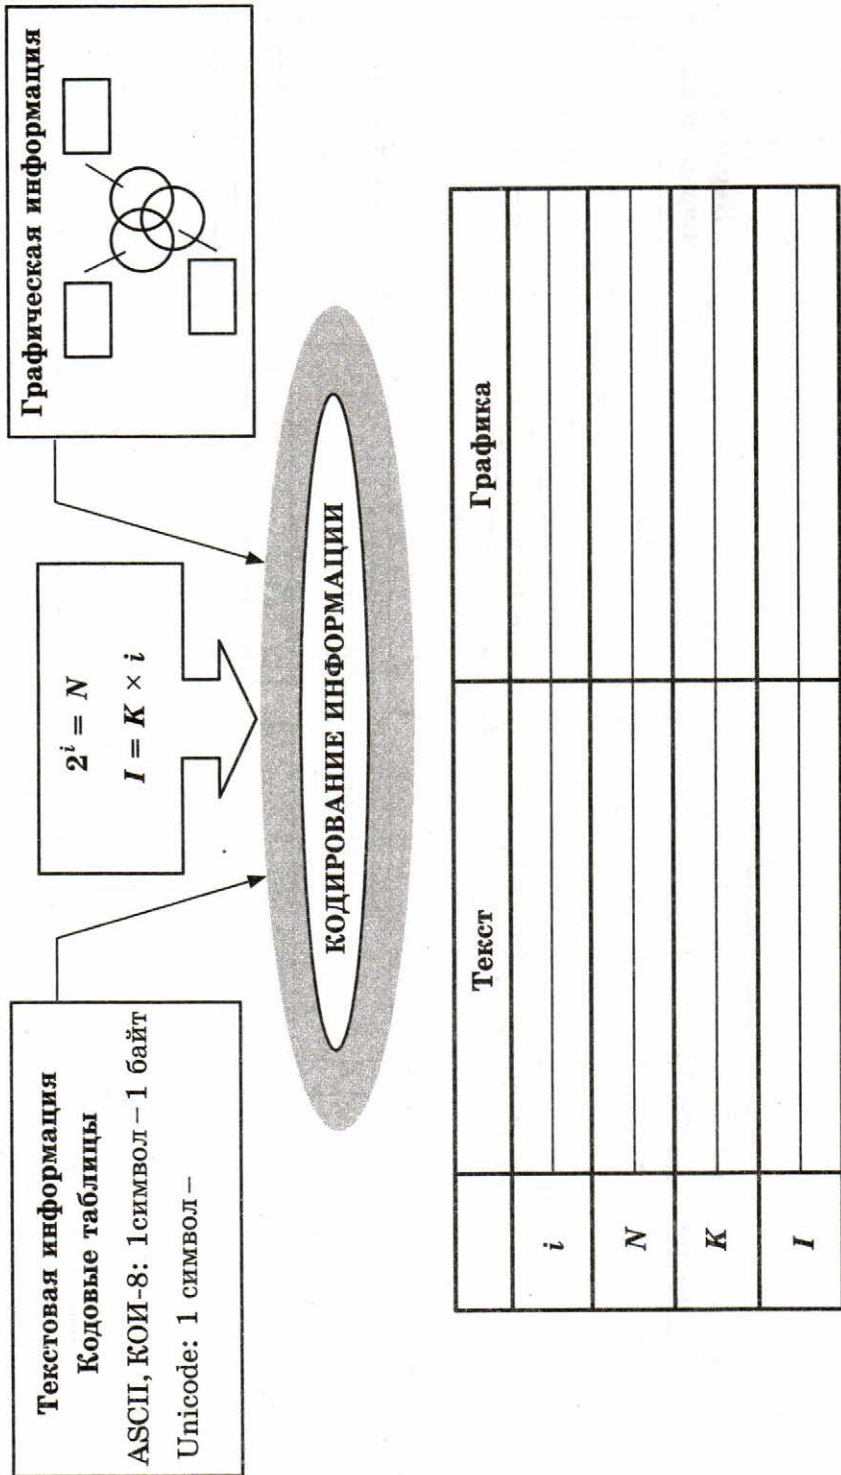 Текстовая информация
Кодовые таблицы
ASCII, КОИ-8: 1символ – 1 байт
Unicode: 1 символ –
2^i = N
I = K × i
Графическая информация
КОДИРОВАНИЕ ИНФОРМАЦИИ
Текст Графика
i
N
K
I